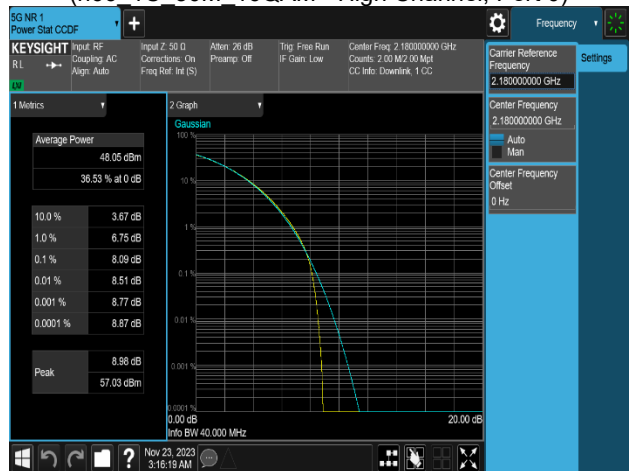 5G NR 1
Power Stat CCDF
Frequency
KEYSIGHT
RL
LXI
Input: RF
Coupling: AC
Align: Auto
Input Z: 50 Ω
Corrections: On
Freq Ref: Int (S)
Atten: 26 dB
Preamp: Off
Trig: Free Run
IF Gain: Low
Center Freq: 2.180000000 GHz
Counts: 2.00 M/2.00 Mpt
CC Info: Downlink, 1 CC
Carrier Reference
Frequency
2.180000000 GHz
Settings
Center Frequency
2.180000000 GHz
Auto
Man
Center Frequency
Offset
0 Hz
1 Metrics
Average Power
48.05 dBm
36.53 % at 0 dB
10.0 % 3.67 dB
1.0 % 6.75 dB
0.1 % 8.09 dB
0.01 % 8.51 dB
0.001 % 8.77 dB
0.0001 % 8.87 dB
Peak
8.98 dB
57.03 dBm
2 Graph
Gaussian
100 %
10 %
1 %
0.1 %
0.01 %
0.001 %
0.0001 %
0.00 dB 20.00 dB
Info BW 40.000 MHz
?
Nov 23, 2023
3:16:19 AM